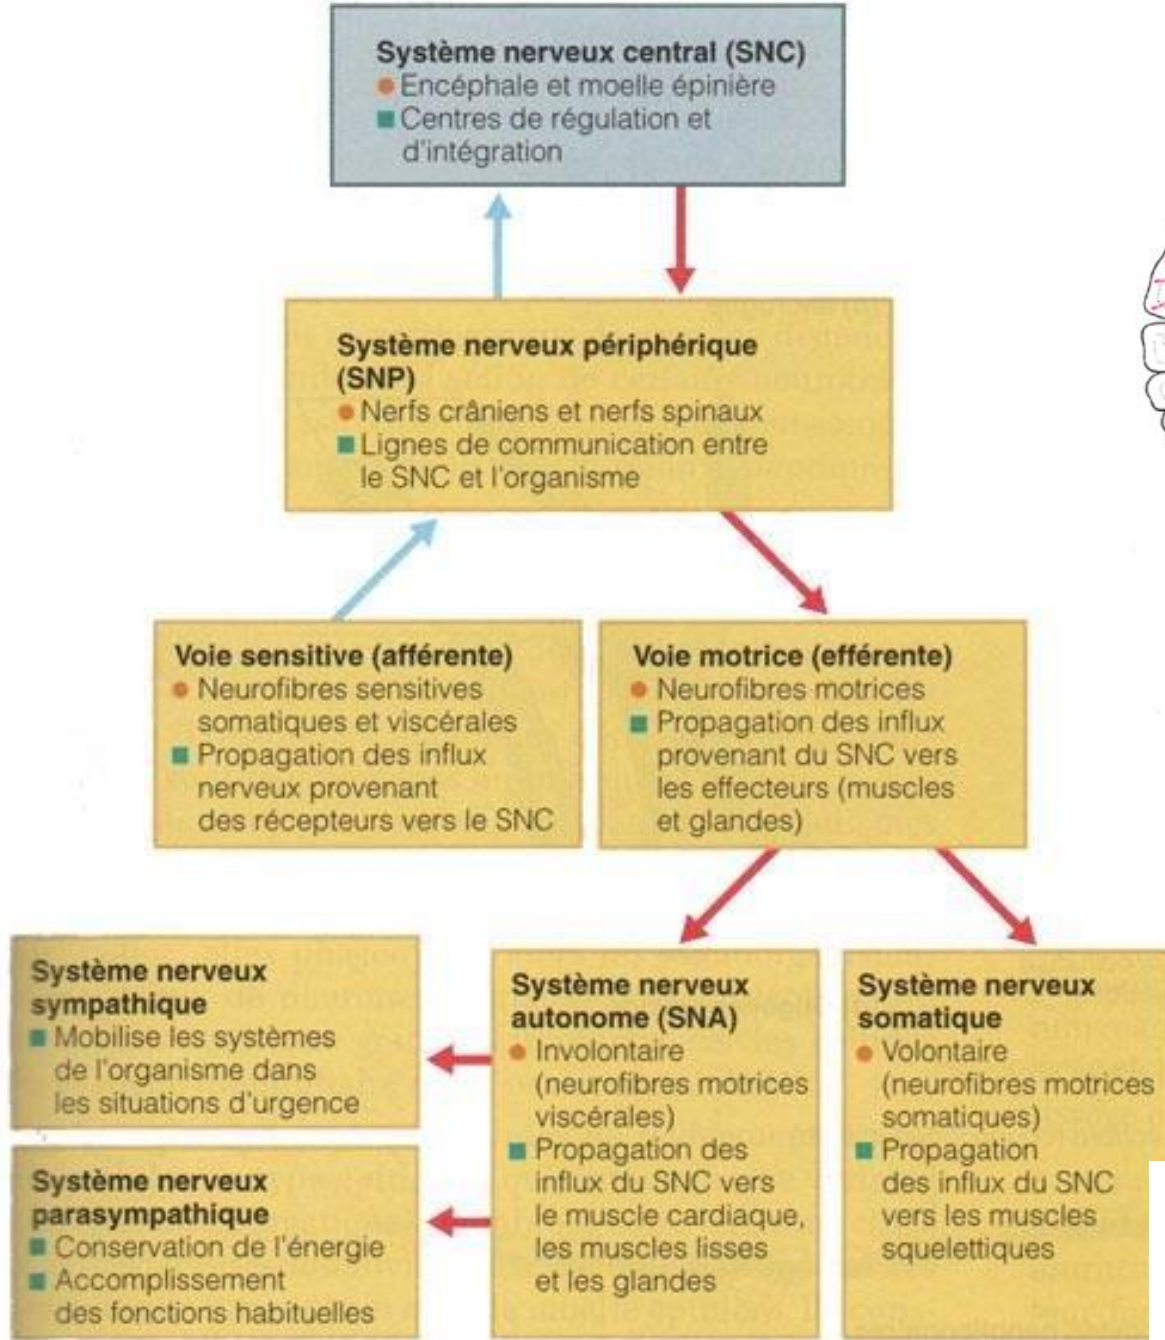 Système nerveux central (SNC)
Encéphale et moelle épinière
Centres de régulation et
d'intégration
Système nerveux périphérique
(SNP)
Nerfs crâniens et nerfs spinaux
Lignes de communication entre
le SNC et l'organisme
Voie sensitive (afférente)
Neurofibres sensitives
somatiques et viscérales
Propagation des influx
nerveux provenant
des récepteurs vers le SNC
Voie motrice (efférente)
Neurofibres motrices
Propagation des influx
provenant du SNC vers
les effecteurs (muscles
et glandes)
Système nerveux
sympathique
Mobilise les systèmes
de l'organisme dans
les situations d'urgence
Système nerveux
parasympathique
Conservation de l'énergie
Accomplissement
des fonctions habituelles
Système nerveux
autonome (SNA)
Involontaire
(neurofibres motrices
viscérales)
Propagation des
influx du SNC vers
le muscle cardiaque,
les muscles lisses
et les glandes
Système nerveux
somatique
Volontaire
(neurofibres motrices
somatiques)
Propagation
des influx du SNC
vers les muscles
squelettiques